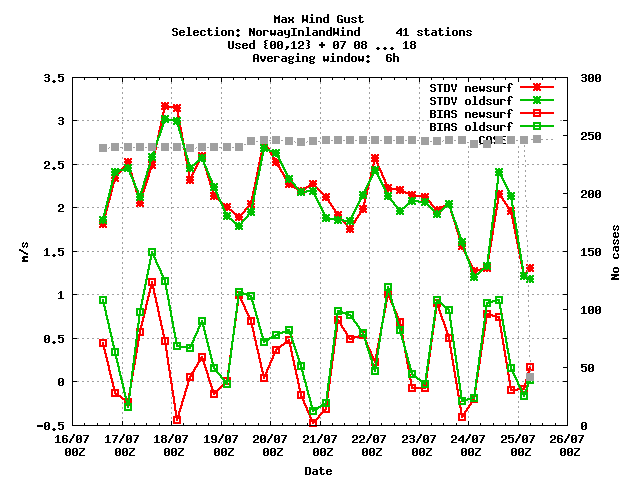 Max Wind Gust
Selection: NorwayInlandWind     41 stations
Used {00,12} + 07 08 ... 18
Averaging window:  6h
3.5
3
2.5
2
1.5
1
0.5
0
-0.5
m/s
STDV newsurf
STDV oldsurf
BIAS newsurf
BIAS oldsurf
300
250
200
150
100
50
0
No cases
16/07 17/07 18/07 19/07 20/07 21/07 22/07 23/07 24/07 25/07 26/07
00Z 00Z 00Z 00Z 00Z 00Z 00Z 00Z 00Z 00Z 00Z
Date